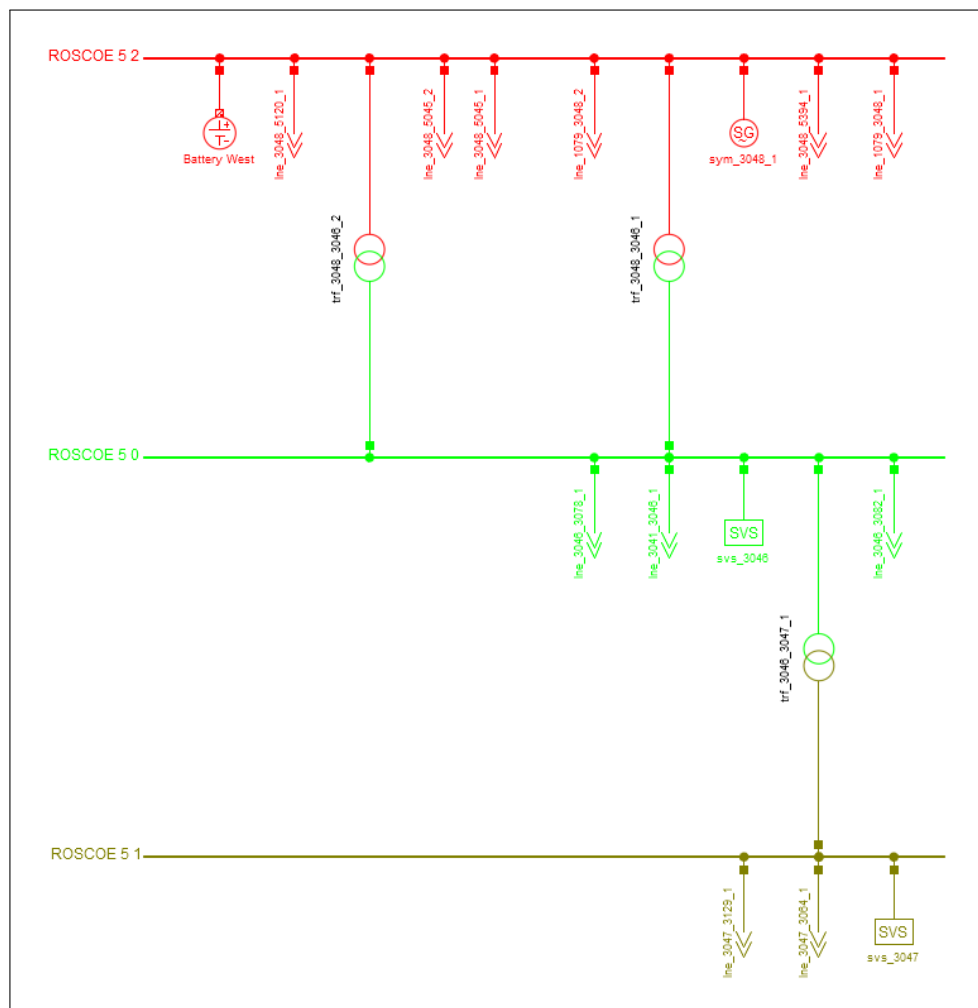 ROSCOE 5 2
Battery West
lne_3048_5120_1
lne_3048_5045_2
lne_3048_5045_1
lne_1079_3048_2
SG
sym_3048_1
lne_3048_5394_1
lne_1079_3048_1
trf_3048_3046_2
trf_3048_3046_1
ROSCOE 5 0
lne_3046_3078_1
lne_3041_3046_1
SVS
svs_3046
lne_3046_3082_1
trf_3046_3047_1
ROSCOE 5 1
lne_3047_3129_1
lne_3047_3064_1
SVS
svs_3047